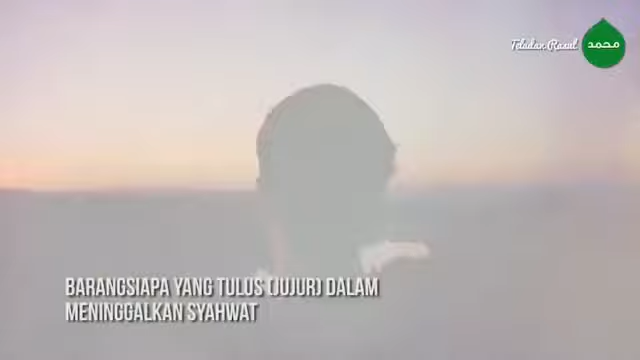 Teladan Rasul
محمد
BARANGSIAPA YANG TULUS (JUJUR) DALAM
MENINGGALKAN SYAHWAT